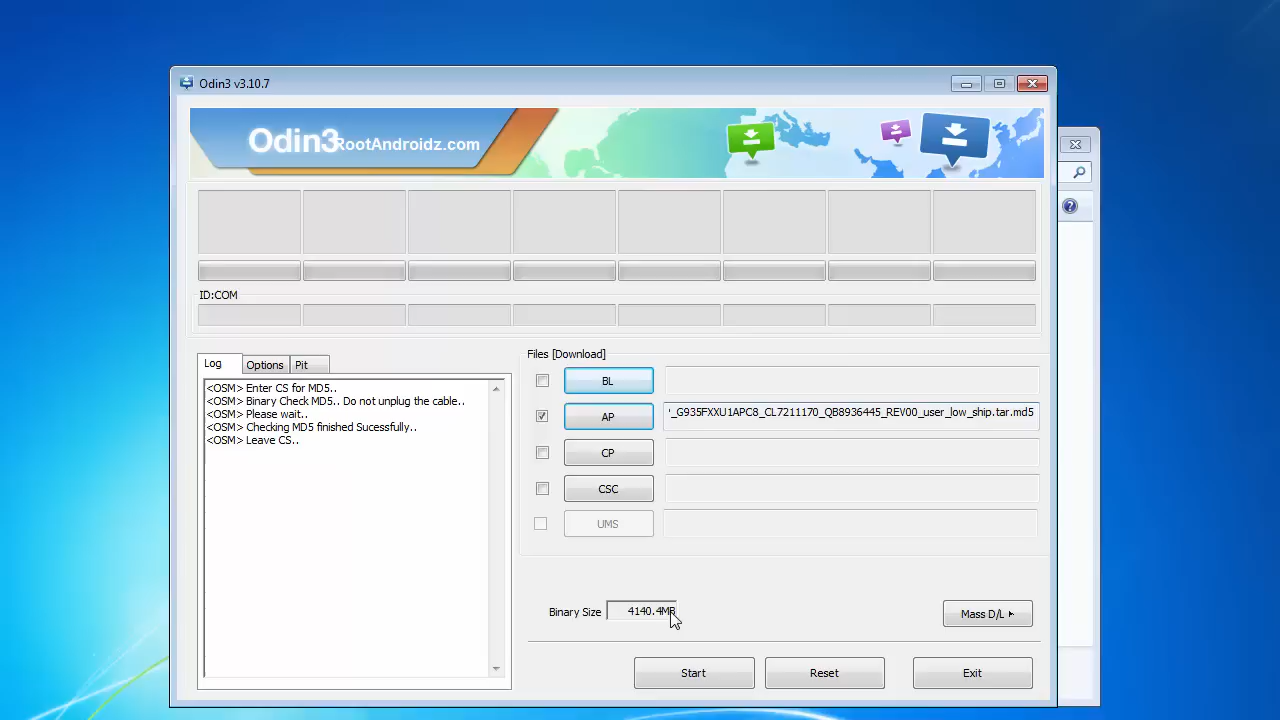 Odin3 v3.10.7
Odin3 RootAndroidz.com
ID:COM
Log Options Pit
<OSM> Enter CS for MD5..
<OSM> Binary Check MD5.. Do not unplug the cable..
<OSM> Please wait..
<OSM> Checking MD5 finished Sucessfully..
<OSM> Leave CS..
Files [Download]
BL
AP _G935FXXU1APC8_CL7211170_QB8936445_REV00_user_low_ship.tar.md5
CP
CSC
UMS
Binary Size 4140.4MB
Mass D/L
Start Reset Exit